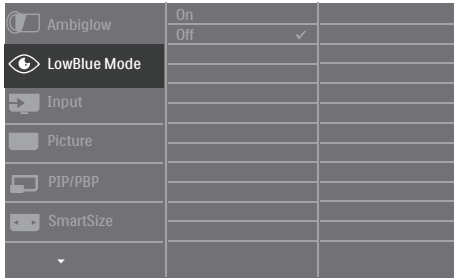 Ambiglow
On
Off
LowBlue Mode
Input
Picture
PIP/PBP
SmartSize